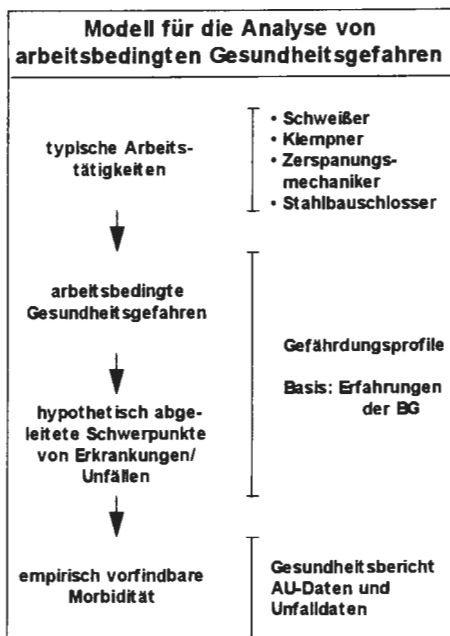 Modell für die Analyse von
arbeitsbedingten Gesundheitsgefahren
typische Arbeits-
tätigkeiten
• Schweißer
• Klempner
• Zerspanungs-
mechaniker
• Stahlbauschlosser
arbeitsbedingte
Gesundheitsgefahren
hypothetisch abge-
leitete Schwerpunkte
von Erkrankungen/
Unfällen
Gefährdungsprofile
Basis: Erfahrungen
der BG
empirisch vorfindbare
Morbidität
Gesundheitsbericht
AU-Daten und
Unfalldaten